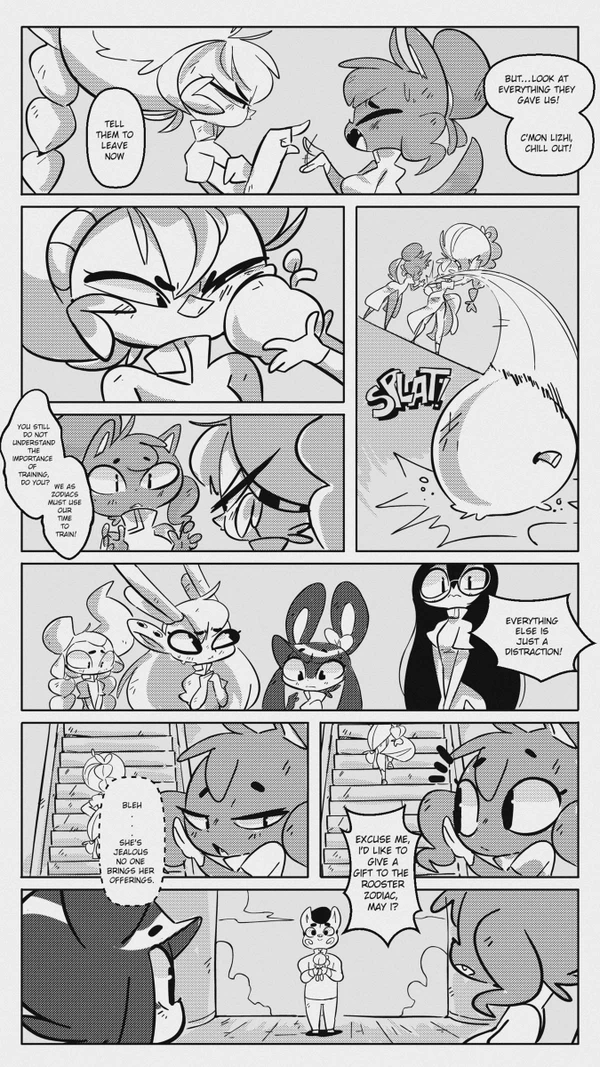 TELL
THEM TO
LEAVE
NOW
BUT...LOOK AT
EVERYTHING THEY
GAVE US!
C'MON LIZHI,
CHILL OUT!
SPLAT!
YOU STILL
DO NOT
UNDERSTAND
THE
IMPORTANCE
OF
TRAINING,
DO YOU?
WE AS
ZODIACS
MUST USE
OUR
TIME
TO
TRAIN!
EVERYTHING
ELSE IS
JUST A
DISTRACTION!
BLEH
.
.
.
SHE'S
JEALOUS
NO ONE
BRINGS HER
OFFERINGS.
EXCUSE ME,
I'D LIKE TO
GIVE A
GIFT TO THE
ROOSTER
ZODIAC,
MAY I?